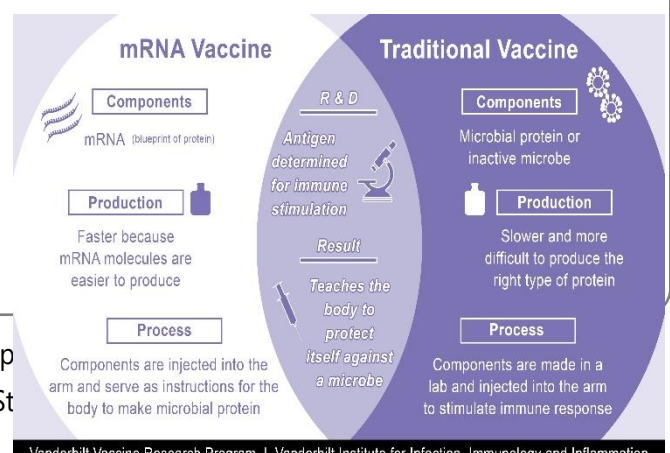 mRNA Vaccine
Components
mRNA (blueprint of protein)
Production
Faster because
mRNA molecules are
easier to produce
Process
Components are injected into the
arm and serve as instructions for the
body to make microbial protein
R & D
Antigen
determined
for immune
stimulation
Result
Teaches the
body to
protect
itself against
a microbe
Traditional Vaccine
Components
Microbial protein or
inactive microbe
Production
Slower and more
difficult to produce the
right type of protein
Process
Components are made in a
lab and injected into the arm
to stimulate immune response
Vanderbilt Vaccine Research Program | Vanderbilt Institute for Infection, Immunology and Inflammation